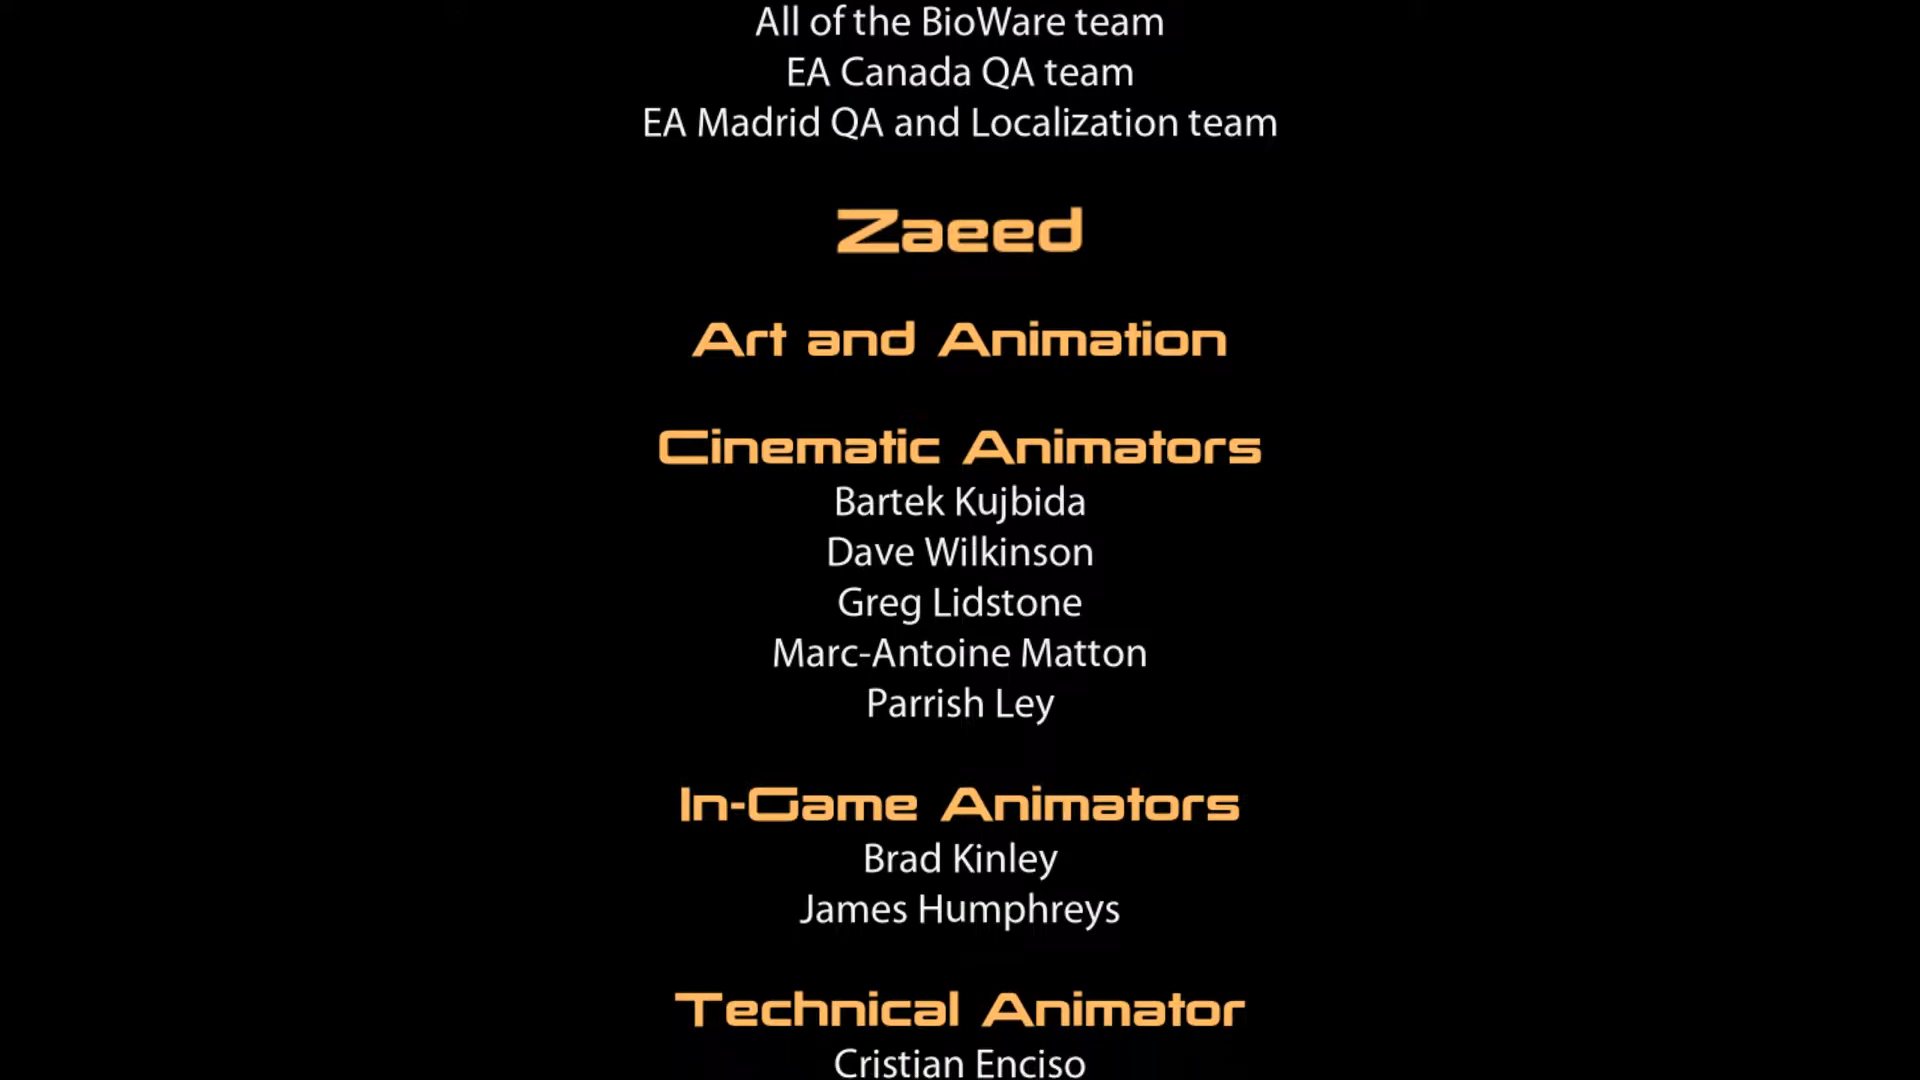 All of the BioWare team
EA Canada QA team
EA Madrid QA and Localization team
Zaeed
Art and Animation
Cinematic Animators
Bartek Kujbida
Dave Wilkinson
Greg Lidstone
Marc-Antoine Matton
Parrish Ley
In-Game Animators
Brad Kinley
James Humphreys
Technical Animator
Cristian Enciso